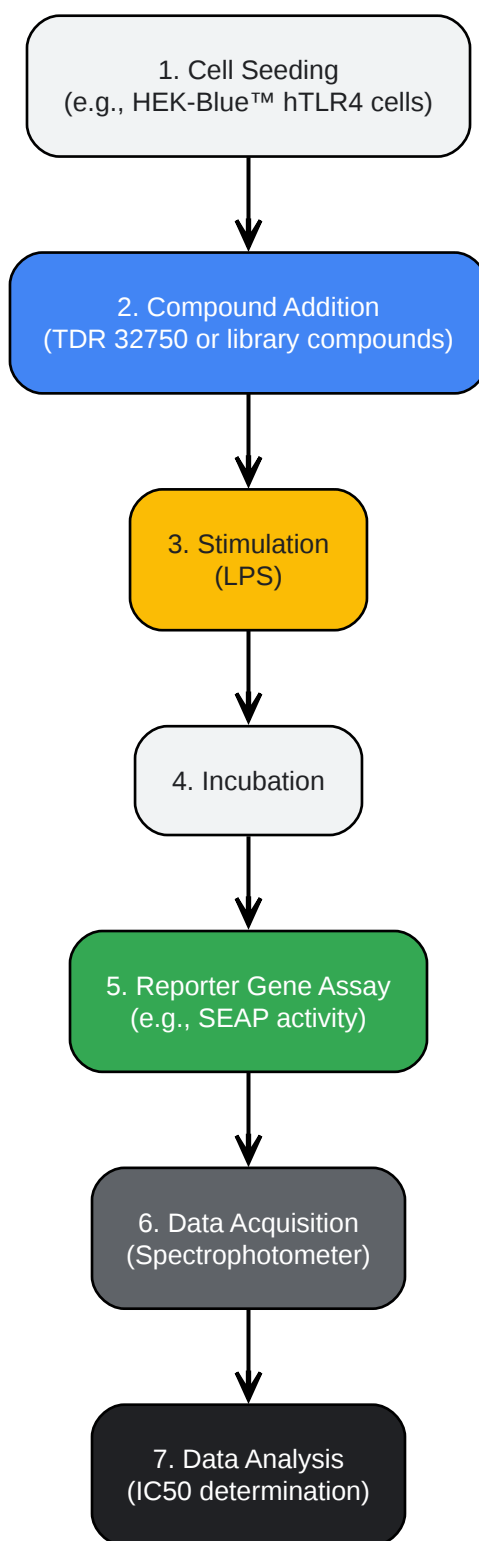 1. Cell Seeding
(e.g., HEK-Blue™ hTLR4 cells)
2. Compound Addition
(TDR 32750 or library compounds)
3. Stimulation
(LPS)
4. Incubation
5. Reporter Gene Assay
(e.g., SEAP activity)
6. Data Acquisition
(Spectrophotometer)
7. Data Analysis
(IC50 determination)